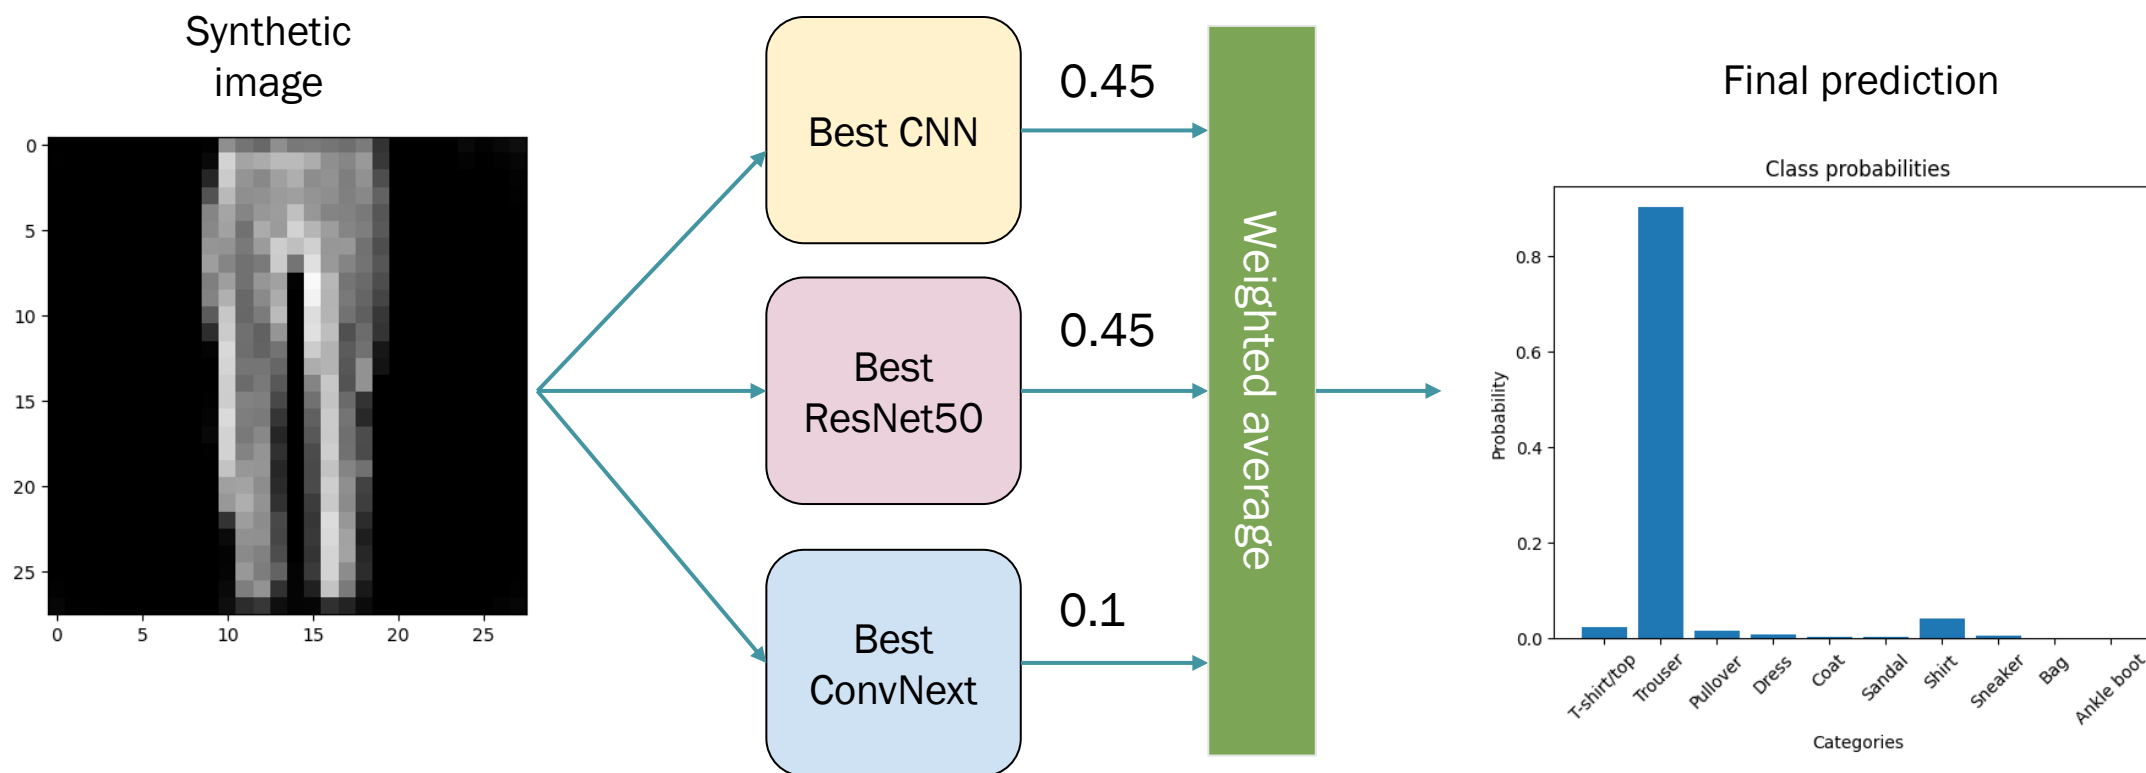 Synthetic
image
0
5
10
15
20
25
0
5
10
15
20
25
Best CNN
Best
ResNet50
Best
ConvNext
0.45
0.45
0.1
Weighted average
Final prediction
Class probabilities
Probability
0.8
0.6
0.4
0.2
0.0
T-shirt/top
Trouser
Pullover
Dress
Coat
Sandal
Shirt
Sneaker
Bag
Ankle boot
Categories